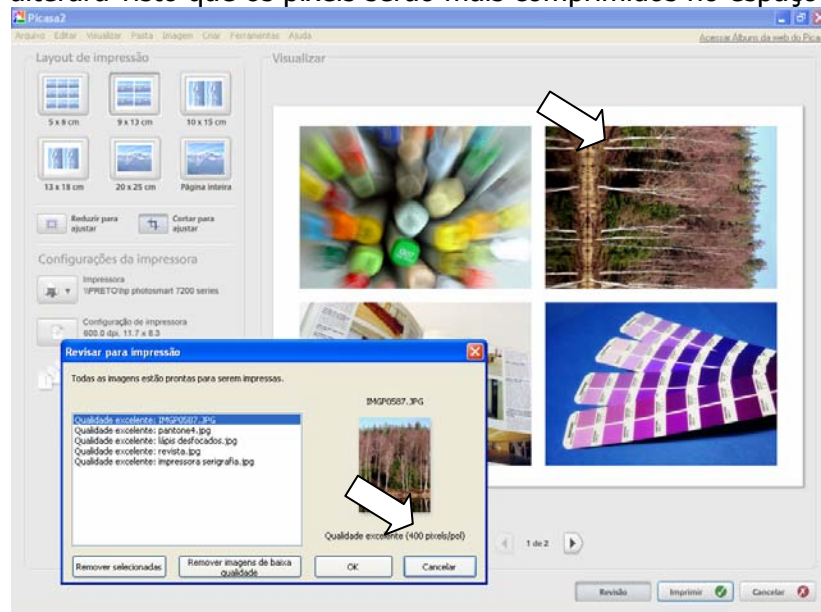 alterará visto que os pixels serão mais comprimidos no espaço
Picasa2
Arquivo Editar Visualizar Pasta Imagem Criar Ferramentas Ajuda
Acessar Álbuns da web do Pica
Layout de impressão
Visualizar
5 x 8 cm
9 x 13 cm
10 x 15 cm
13 x 18 cm
20 x 25 cm
Página inteira
Reduzir para ajustar
Cortar para ajustar
Configurações da impressora
Impressora
\\PRETO\hp photosmart 7200 series
Configuração de impressora
600.0 dpi, 11.7 x 8.3
Revisar para impressão
Todas as imagens estão prontas para serem impressas.
IMGP0587.JPG
Qualidade excelente: IMGP0587.JPG
Qualidade excelente: pantone4.jpg
Qualidade excelente: lápis desfocados.jpg
Qualidade excelente: revista.jpg
Qualidade excelente: impressora serigrafia.jpg
Qualidade excelente (400 pixels/pol)
Remover selecionadas
Remover imagens de baixa qualidade
OK
Cancelar
1 de 2
Revisão
Imprimir
Cancelar